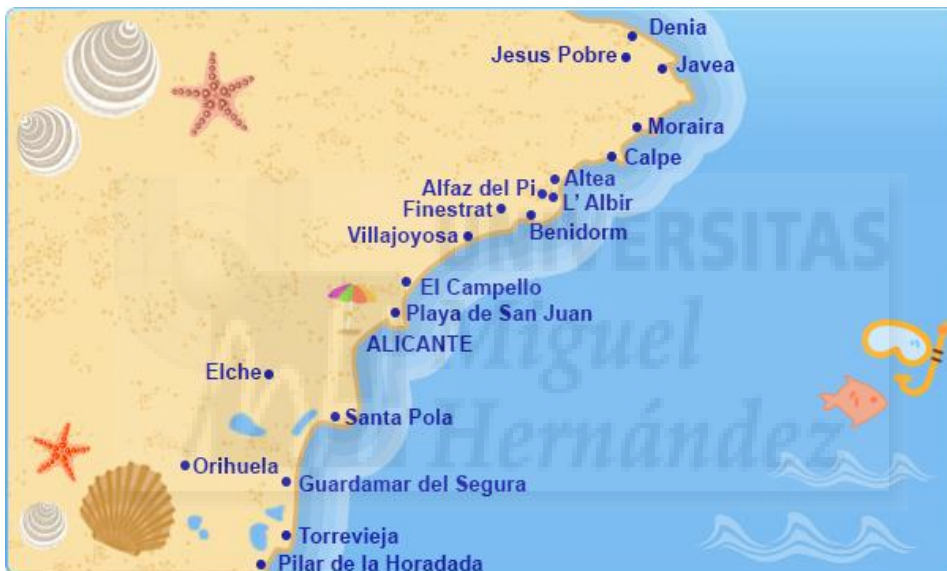 Denia
Jesus Pobre
Javea
Moraira
Calpe
Altea
Alfaz del Pi
L' Albir
Finestrat
Benidorm
Villajoyosa
UNIVERSITAS
El Campello
Playa de San Juan
Miguel
ALICANTE
Elche
Santa Pola
Hernández
Orihuela
Guardamar del Segura
Torrevieja
Pilar de la Horadada